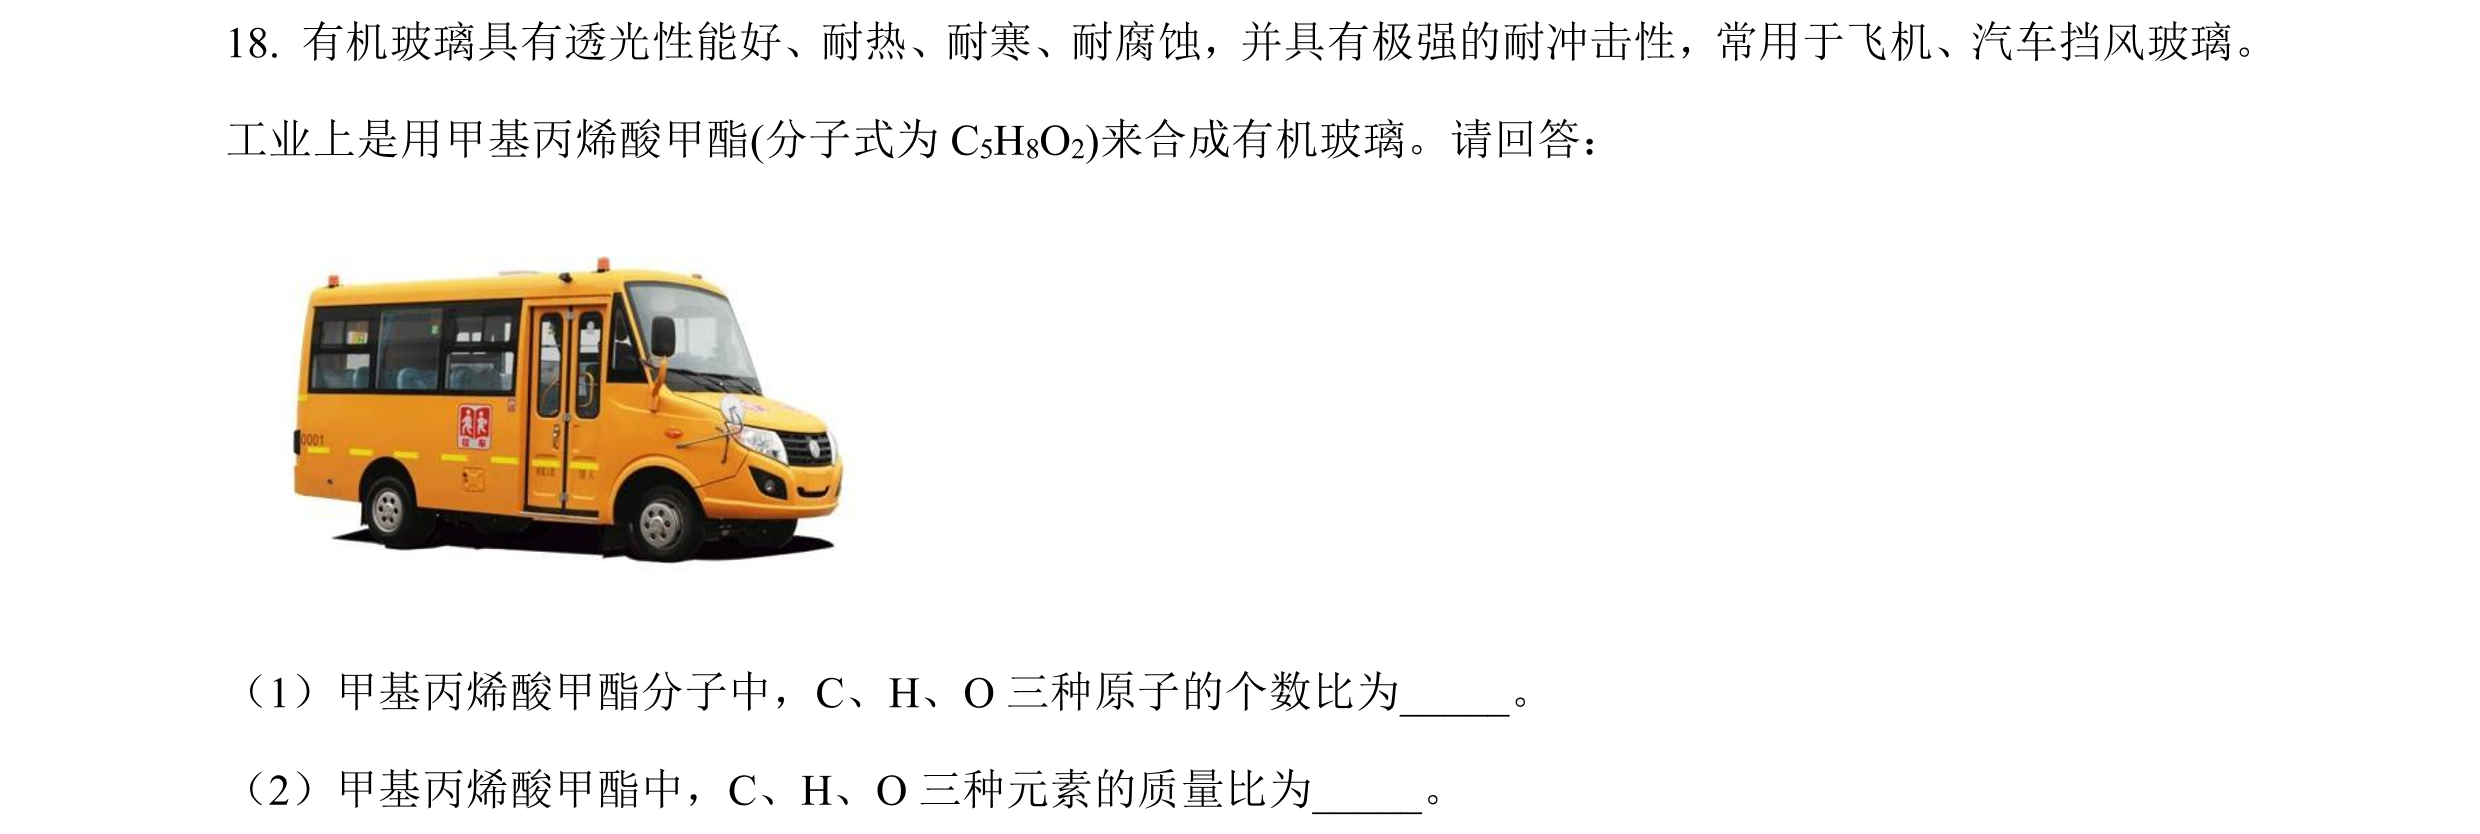 18. 有机玻璃具有透光性能好、耐热、耐寒、耐腐蚀，并具有极强的耐冲击性，常用于飞机、汽车挡风玻璃。
工业上是用甲基丙烯酸甲酯(分子式为 C₅H₈O₂)来合成有机玻璃。请回答：
0001
校 车
（1）甲基丙烯酸甲酯分子中，C、H、O 三种原子的个数比为_____。
（2）甲基丙烯酸甲酯中，C、H、O 三种元素的质量比为_____。